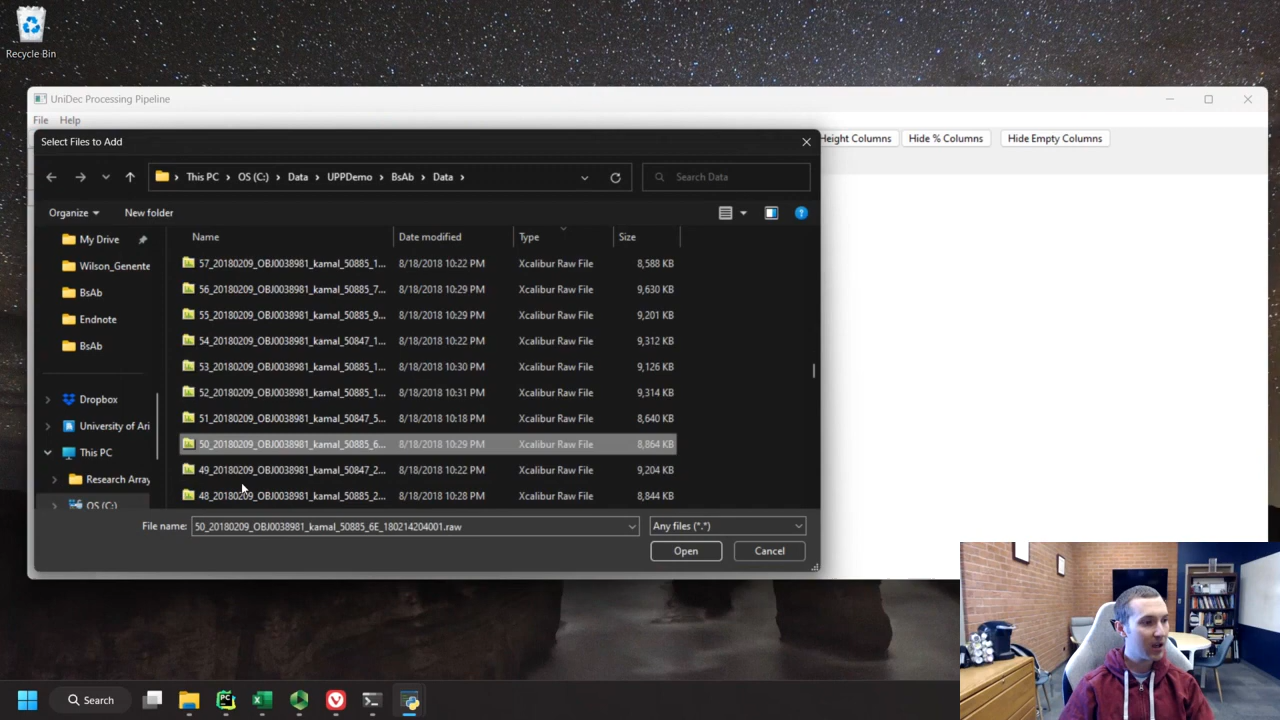 Recycle Bin
UniDec Processing Pipeline
File Help
Select Files to Add
Height Columns Hide % Columns Hide Empty Columns
This PC > OS (C:) > Data > UPPDemo > BsAb > Data >
Search Data
Organize New folder
Name Date modified Type Size
My Drive
Wilson_Genente
BsAb
Endnote
BsAb
Dropbox
University of Ari
This PC
Research Array
OS (C:)
57_20180209_OBJ0038981_kamal_50885_1... 8/18/2018 10:22 PM Xcalibur Raw File 8,588 KB
56_20180209_OBJ0038981_kamal_50885_7... 8/18/2018 10:29 PM Xcalibur Raw File 9,630 KB
55_20180209_OBJ0038981_kamal_50885_9... 8/18/2018 10:29 PM Xcalibur Raw File 9,201 KB
54_20180209_OBJ0038981_kamal_50847_1... 8/18/2018 10:22 PM Xcalibur Raw File 9,312 KB
53_20180209_OBJ0038981_kamal_50885_1... 8/18/2018 10:30 PM Xcalibur Raw File 9,126 KB
52_20180209_OBJ0038981_kamal_50885_1... 8/18/2018 10:31 PM Xcalibur Raw File 9,314 KB
51_20180209_OBJ0038981_kamal_50847_5... 8/18/2018 10:18 PM Xcalibur Raw File 8,640 KB
50_20180209_OBJ0038981_kamal_50885_6... 8/18/2018 10:29 PM Xcalibur Raw File 8,864 KB
49_20180209_OBJ0038981_kamal_50847_2... 8/18/2018 10:22 PM Xcalibur Raw File 9,204 KB
48_20180209_OBJ0038981_kamal_50885_2... 8/18/2018 10:28 PM Xcalibur Raw File 8,844 KB
File name: 50_20180209_OBJ0038981_kamal_50885_6E_180214204001.raw Any files (*.*)
Open Cancel
Search